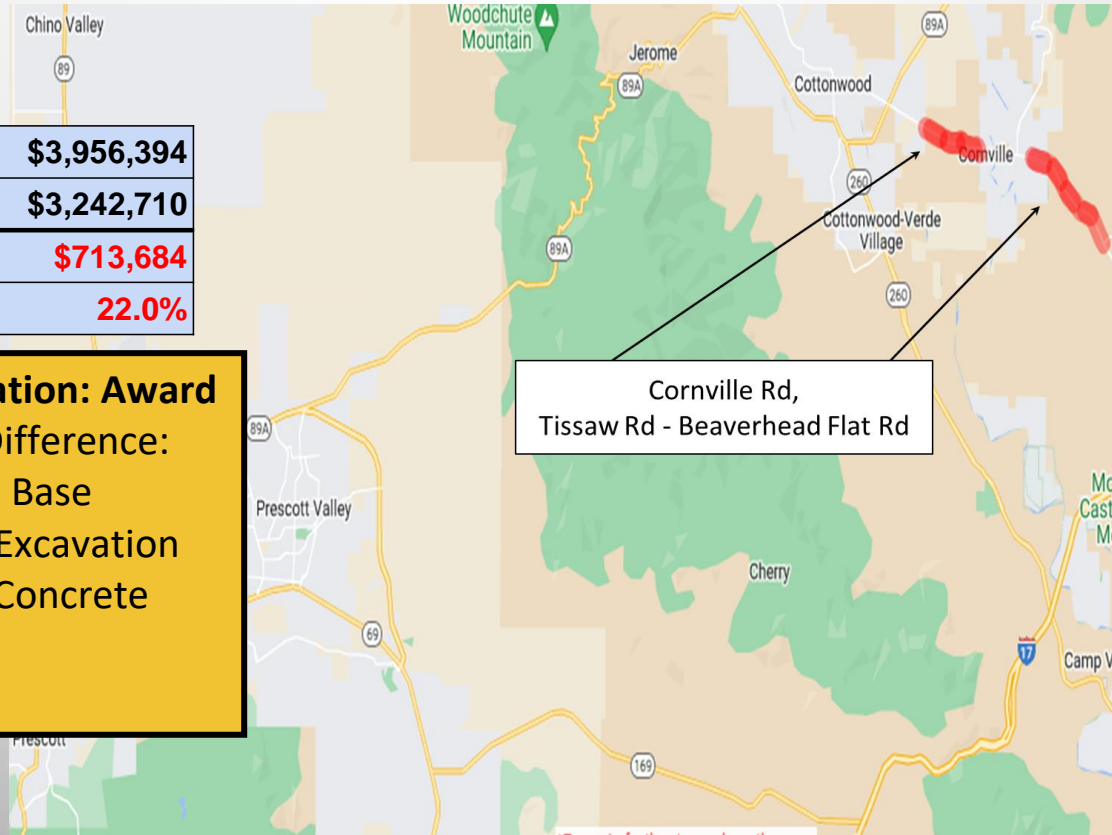 Chino Valley
89
Woodchute
Mountain
Jerome
89A
89A
Cottonwood
$3,956,394
$3,242,710
$713,684
22.0%
Cornville
260
Cottonwood-Verde
Village
89A
260
ation: Award
Difference:
Base
Excavation
Concrete
Cornville Rd,
Tissaw Rd - Beaverhead Flat Rd
89A
Prescott Valley
Cherry
69
17
Camp V
Prescott
169